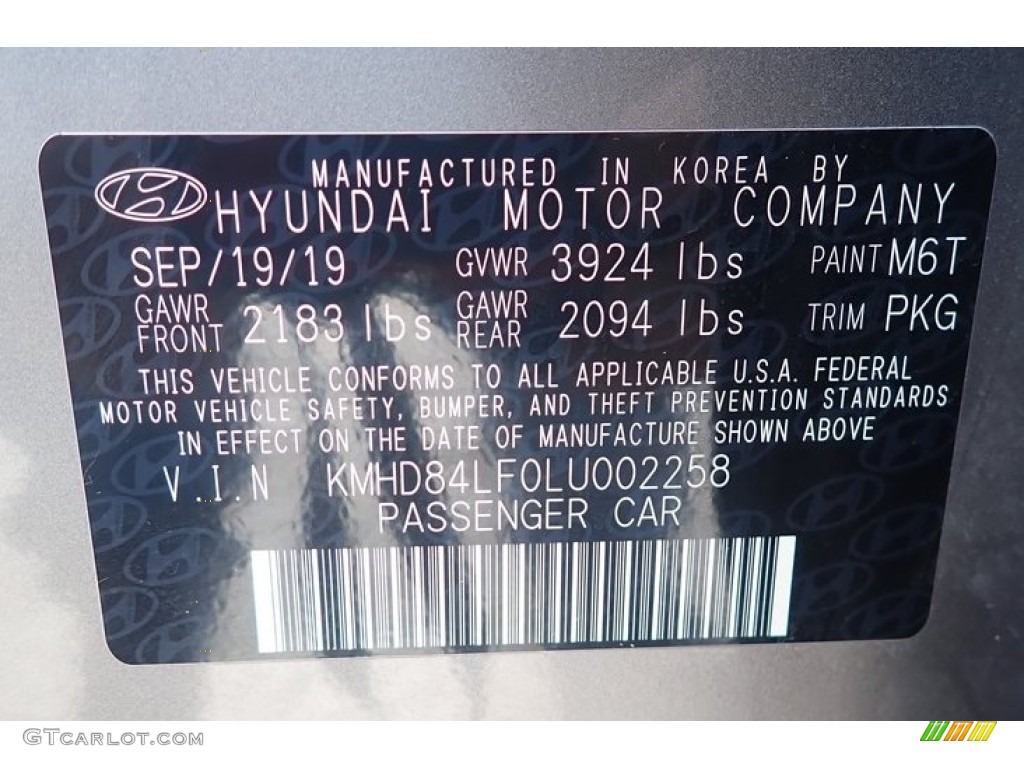 MANUFACTURED IN KOREA BY
HYUNDAI MOTOR COMPANY
SEP/19/19 GVWR 3924 lbs PAINT M6T
GAWR FRONT 2183 lbs GAWR REAR 2094 lbs TRIM PKG
THIS VEHICLE CONFORMS TO ALL APPLICABLE U.S.A. FEDERAL
MOTOR VEHICLE SAFETY, BUMPER, AND THEFT PREVENTION STANDARDS
IN EFFECT ON THE DATE OF MANUFACTURE SHOWN ABOVE
V.I.N KMHD84LF0LU002258
PASSENGER CAR
GTCARLOT.COM